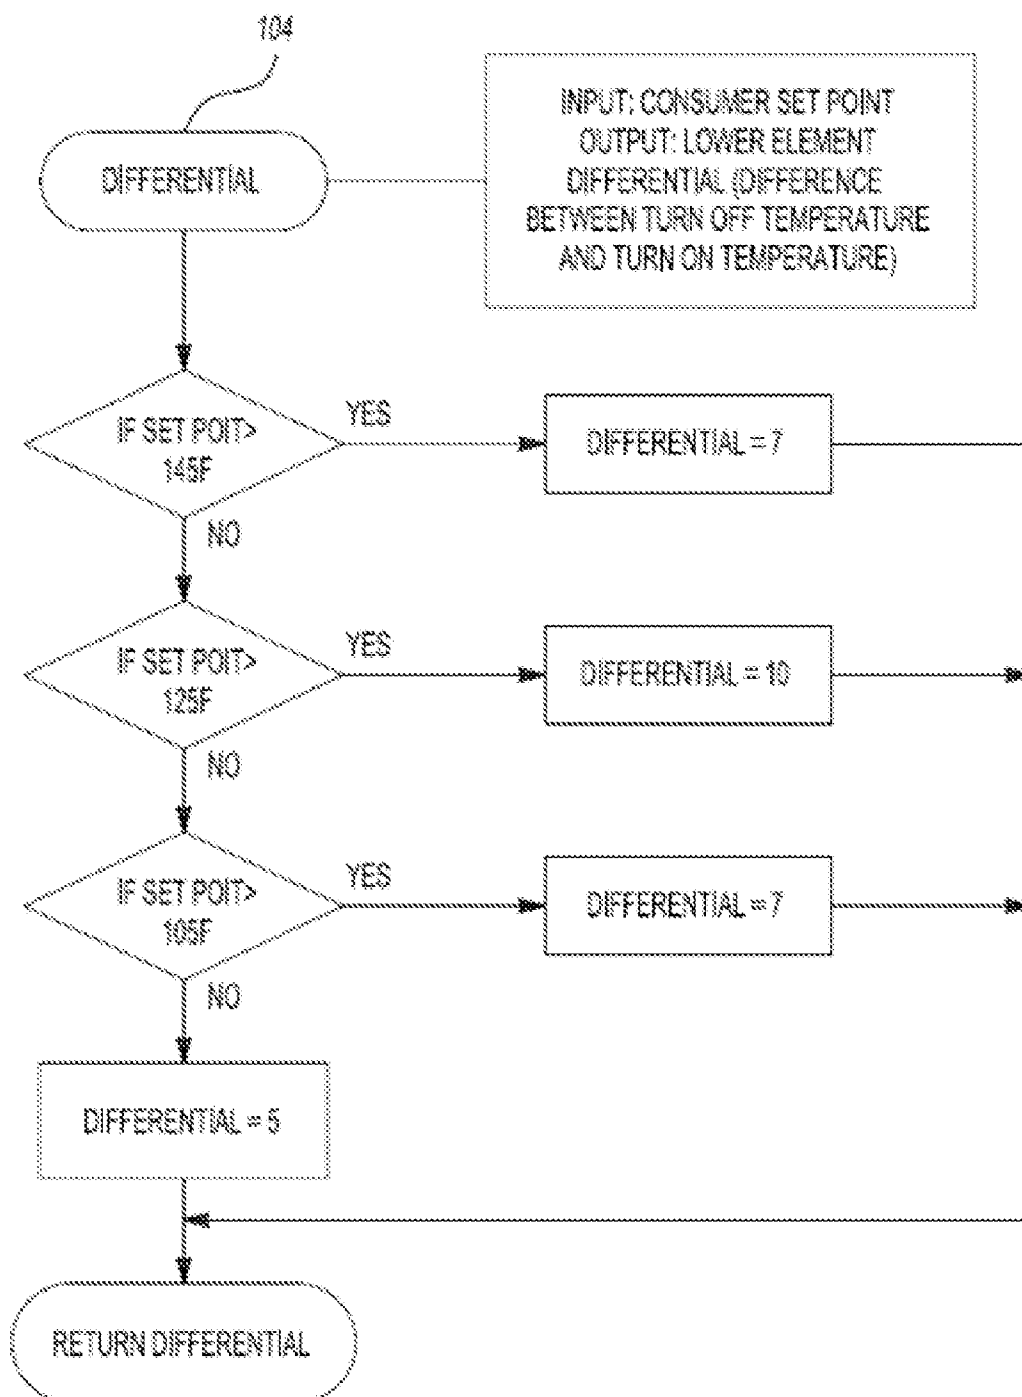 104
DIFFERENTIAL
INPUT: CONSUMER SET POINT
OUTPUT: LOWER ELEMENT
DIFFERENTIAL (DIFFERENCE
BETWEEN TURN OFF TEMPERATURE
AND TURN ON TEMPERATURE)
IF SET POIT>
145F
YES
DIFFERENTIAL = 7
NO
IF SET POIT>
125F
YES
DIFFERENTIAL = 10
NO
IF SET POIT>
105F
YES
DIFFERENTIAL = 7
NO
DIFFERENTIAL = 5
RETURN DIFFERENTIAL